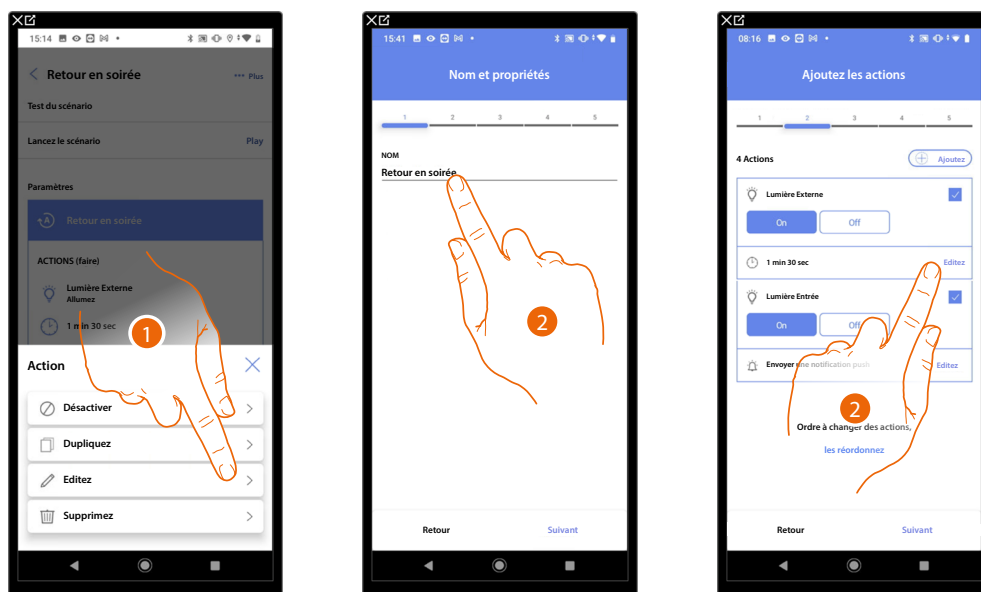 15:14
Retour en soirée
••• Plus
Test du scénario
Lancez le scénario
Play
Paramètres
A
Retour en soirée
ACTIONS (faire)
Lumière Externe
Allumez
1 min 30 sec
1
Action
Désactiver
Dupliquez
Editez
Supprimez
15:41
Nom et propriétés
1 2 3 4 5
NOM
Retour en soirée
2
Retour
Suivant
08:16
Ajoutez les actions
1 5 2 3 4 5
4 Actions
Ajoutez
Lumière Externe
On
Off
1 min 30 sec
Editez
Lumière Entrée
On
Off
Envoyer une notification push
Editez
2
Ordre à changer des actions,
les réordonnez
Retour
Suivant